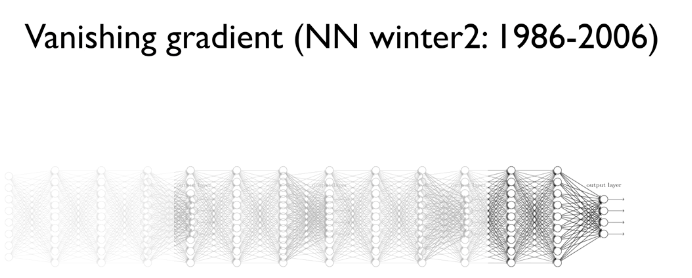 Vanishing gradient (NN winter2: 1986-2006)
output layer